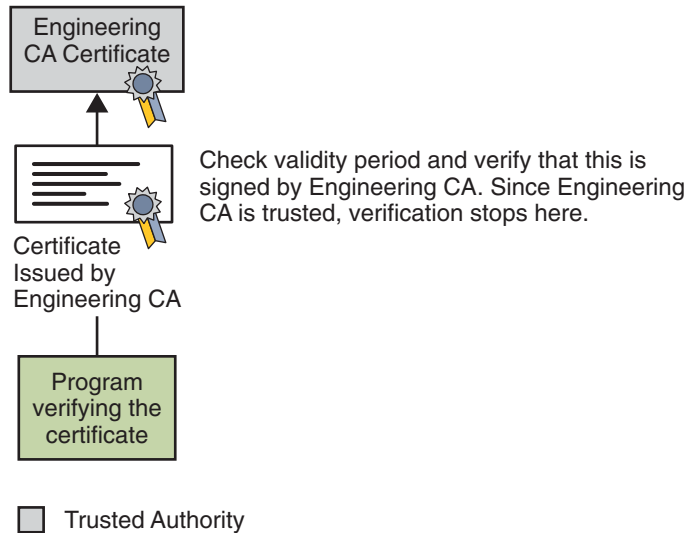 Engineering
CA Certificate
Check validity period and verify that this is
signed by Engineering CA. Since Engineering
CA is trusted, verification stops here.
Certificate
Issued by
Engineering CA
Program
verifying the
certificate
Trusted Authority